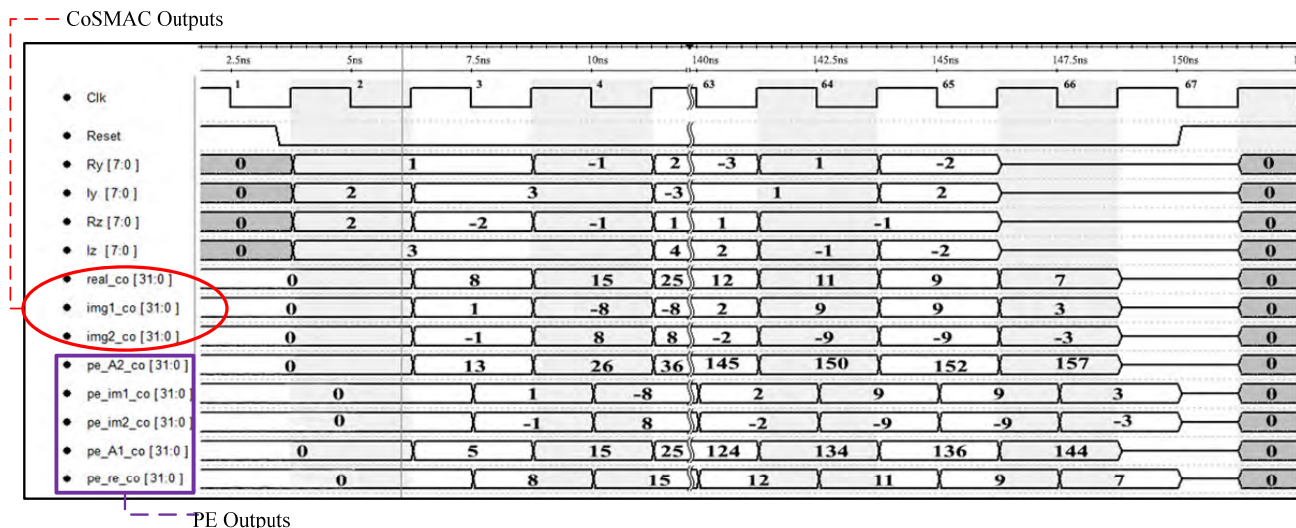 CoSMAC Outputs
2.5ns 5ns 7.5ns 10ns 140ns 142.5ns 145ns 147.5ns 150ns
Clk 1 2 3 4 63 64 65 66 67
Reset
Ry [7:0] 0 1 -1 2 -3 1 -2 0
Iy [7:0] 0 2 3 -3 1 2 0
Rz [7:0] 0 2 -2 -1 1 1 -1 0
Iz [7:0] 0 3 4 2 -1 -2 0
real_co [31:0] 0 8 15 25 12 11 9 7 0
img1_co [31:0] 0 1 -8 -8 2 9 9 3 0
img2_co [31:0] 0 -1 8 8 -2 -9 -9 -3 0
pe_A2_co [31:0] 0 13 26 36 145 150 152 157 0
pe_im1_co [31:0] 0 1 -8 2 9 9 3 0
pe_im2_co [31:0] 0 -1 8 -2 -9 -9 -3 0
pe_A1_co [31:0] 0 5 15 25 124 134 136 144 0
pe_re_co [31:0] 0 8 15 12 11 9 7 0
PE Outputs